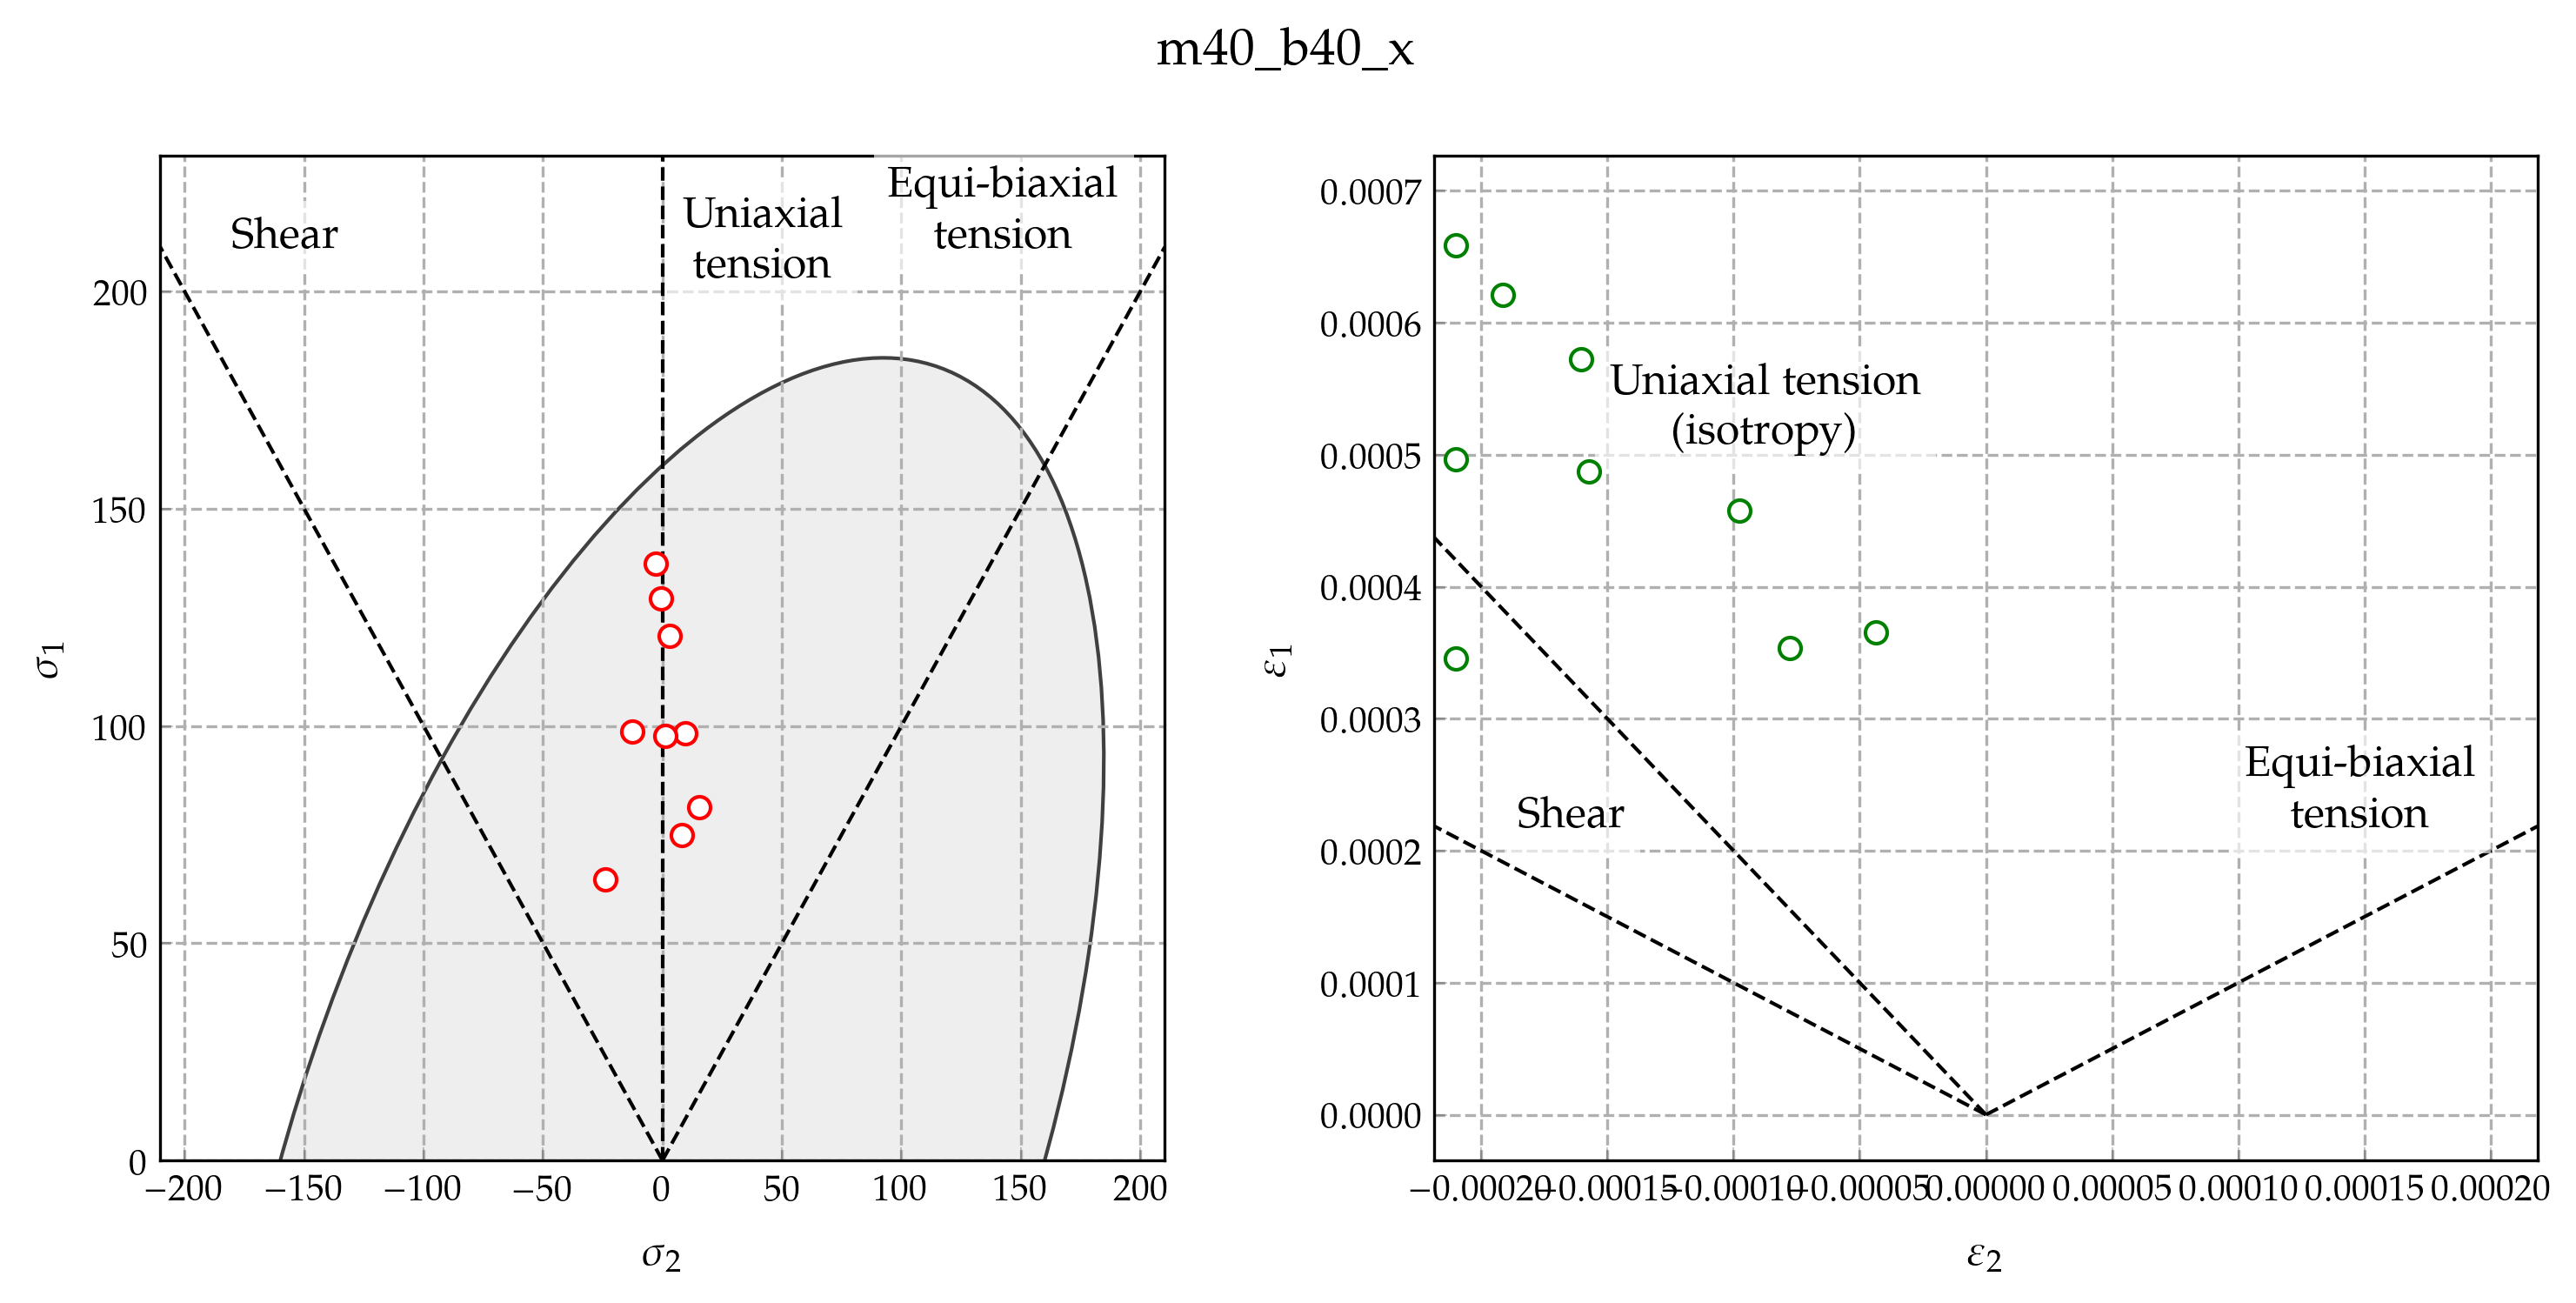 m40_b40_x
Shear
Uniaxial
tension
Equi-biaxial
tension
200
150
100
50
0
−200 −150 −100 −50 0 50 100 150 200
σ1
σ2
0.0007
0.0006
0.0005
0.0004
0.0003
0.0002
0.0001
0.0000
Uniaxial tension
(isotropy)
Shear
Equi-biaxial
tension
−0.00020 −0.00015 −0.00010 −0.00005 0.00000 0.00005 0.00010 0.00015 0.00020
ε1
ε2